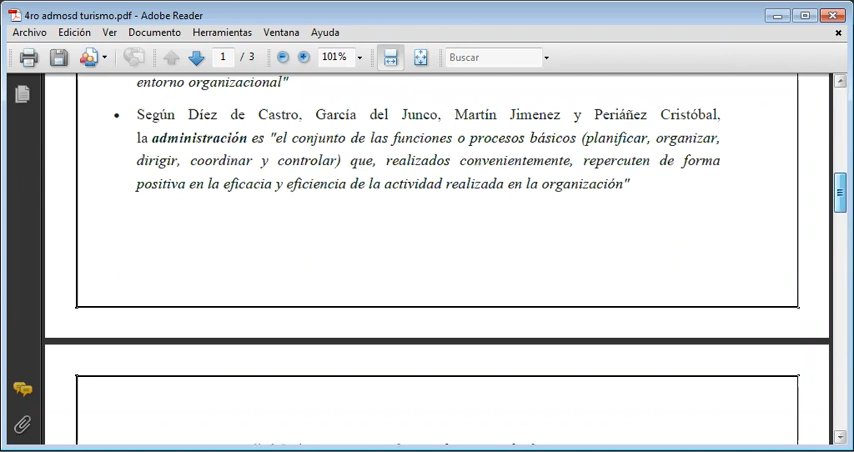 4ro admosd turismo.pdf - Adobe Reader
Archivo Edición Ver Documento Herramientas Ventana Ayuda
1 / 3 101% Buscar
entorno organizacional"
• Según Díez de Castro, García del Junco, Martín Jimenez y Periáñez Cristóbal,
la administración es "el conjunto de las funciones o procesos básicos (planificar, organizar,
dirigir, coordinar y controlar) que, realizados convenientemente, repercuten de forma
positiva en la eficacia y eficiencia de la actividad realizada en la organización"